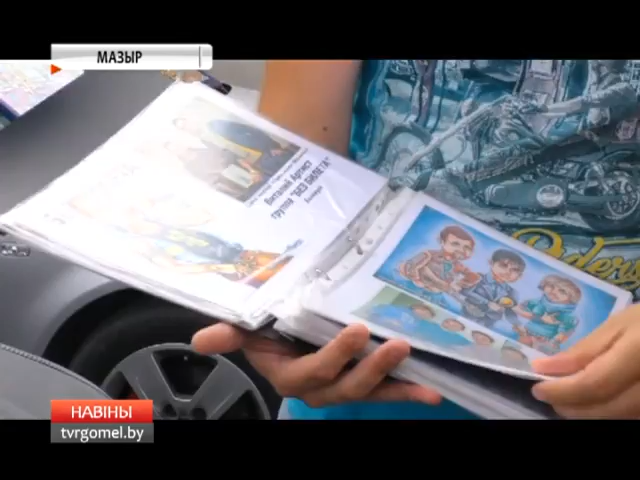 МАЗЫР
Виталий Артист
группа "БЕЗ БИЛЕТА"
НАВІНЫ
tvrgomel.by